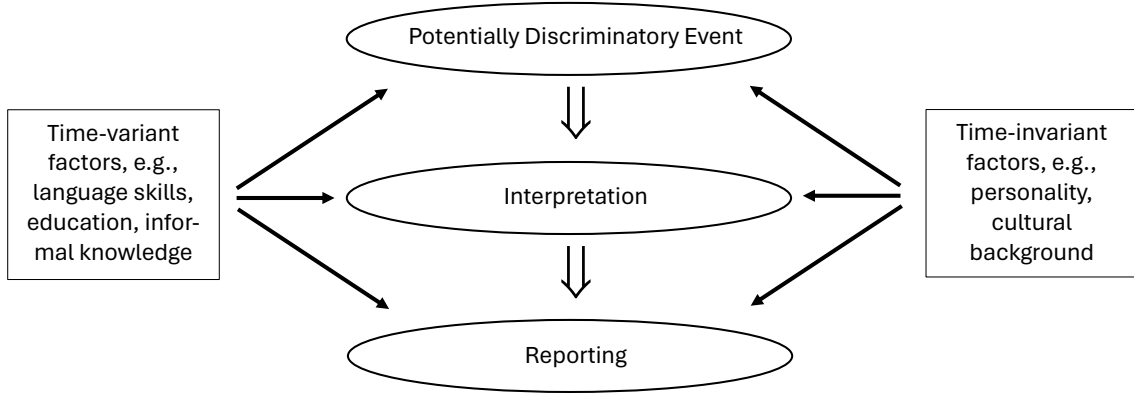 Potentially Discriminatory Event
Time-variant
factors, e.g.,
language skills,
education, infor-
mal knowledge
Interpretation
Time-invariant
factors, e.g.,
personality,
cultural
background
Reporting